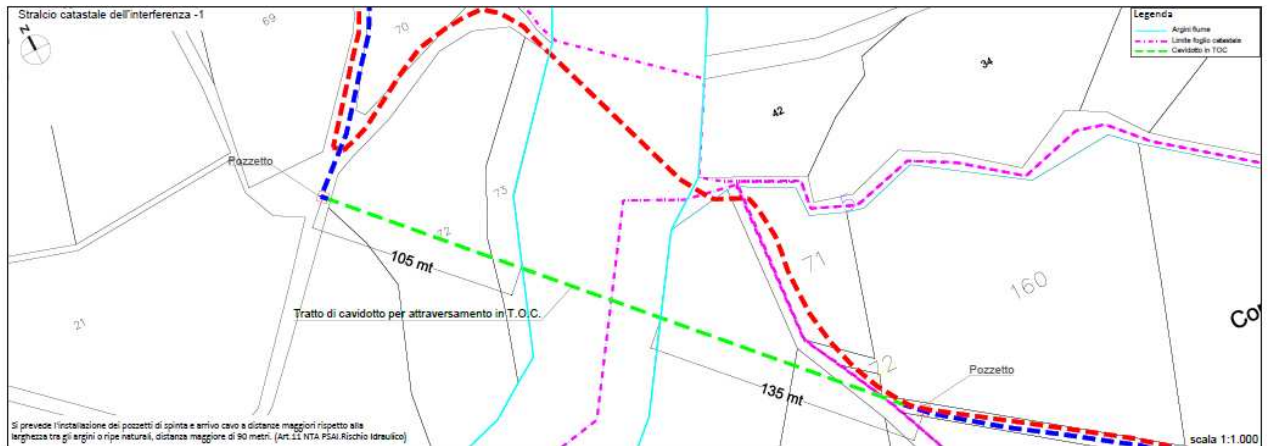 Stralcio catastale dell'interferenza -1
N
69
70
Legenda
Argini fiume
Limite foglio catastale
Cavidotto in TOC
34
42
Pozzetto
73
72
5
105 mt
71
160
Tratto di cavidotto per attraversamento in T.O.C.
21
72
Pozzetto
135 mt
Si prevede l'installazione dei pozzetti di spinta e arrivo cavo a distanze maggiori rispetto alla
larghezza tra gli argini o ripe naturali, distanza maggiore di 90 metri. (Art.11 NTA PSAI.Rischio Idraulico)
scala 1:1.000